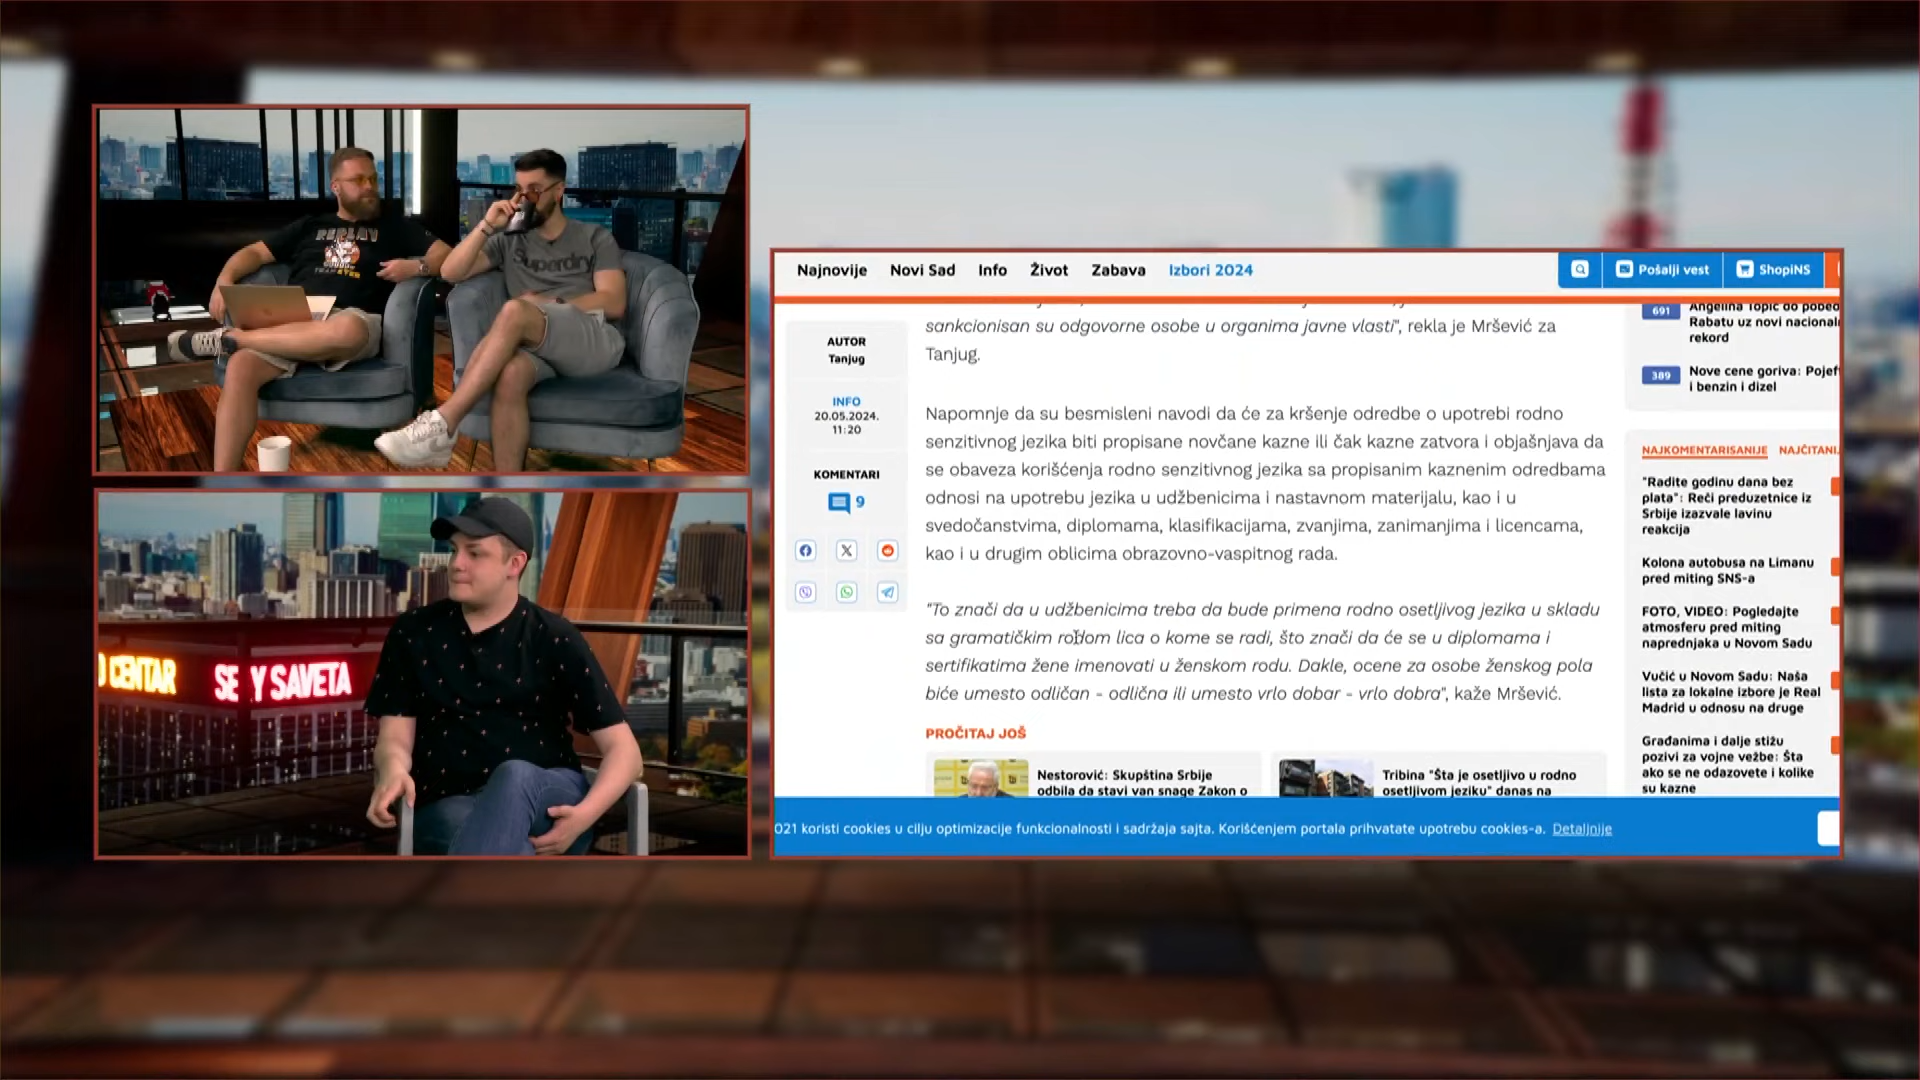 REPLAY
Superdry
O CENTAR
SE Y SAVETA
Najnovije Novi Sad Info Život Zabava Izbori 2024
Pošalji vest ShopiNS
AUTOR
Tanjug
INFO
20.05.2024.
11:20
KOMENTARI
9
sankcionisan su odgovorne osobe u organima javne vlasti", rekla je Mršević za
Tanjug.
Napomnje da su besmisleni navodi da će za kršenje odredbe o upotrebi rodno
senzitivnog jezika biti propisane novčane kazne ili čak kazne zatvora i objašnjava da
se obaveza korišćenja rodno senzitivnog jezika sa propisanim kaznenim odredbama
odnosi na upotrebu jezika u udžbenicima i nastavnom materijalu, kao i u
svedočanstvima, diplomama, klasifikacijama, zvanjima, zanimanjima i licencama,
kao i u drugim oblicima obrazovno-vaspitnog rada.
"To znači da u udžbenicima treba da bude primena rodno osetljivog jezika u skladu
sa gramatičkim rodom lica o kome se radi, što znači da će se u diplomama i
sertifikatima žene imenovati u ženskom rodu. Dakle, ocene za osobe ženskog pola
biće umesto odličan - odlična ili umesto vrlo dobar - vrlo dobra", kaže Mršević.
PROČITAJ JOŠ
Nestorović: Skupština Srbije
odbila da stavi van snage Zakon o
Tribina "Šta je osetljivo u rodno
osetljivom jeziku" danas na
691
Angelina Topić do pobed
Rabatu uz novi nacional
rekord
389
Nove cene goriva: Pojef
i benzin i dizel
NAJKOMENTARISANIJE NAJČITANIJ
"Radite godinu dana bez
plata": Reči preduzetnice iz
Srbije izazvale lavinu
reakcija
Kolona autobusa na Limanu
pred miting SNS-a
FOTO, VIDEO: Pogledajte
atmosferu pred miting
naprednjaka u Novom Sadu
Vučić u Novom Sadu: Naša
lista za lokalne izbore je Real
Madrid u odnosu na druge
Građanima i dalje stižu
pozivi za vojne vežbe: Šta
ako se ne odazovete i kolike
su kazne
021 koristi cookies u cilju optimizacije funkcionalnosti i sadržaja sajta. Korišćenjem portala prihvatate upotrebu cookies-a. Detaljnije